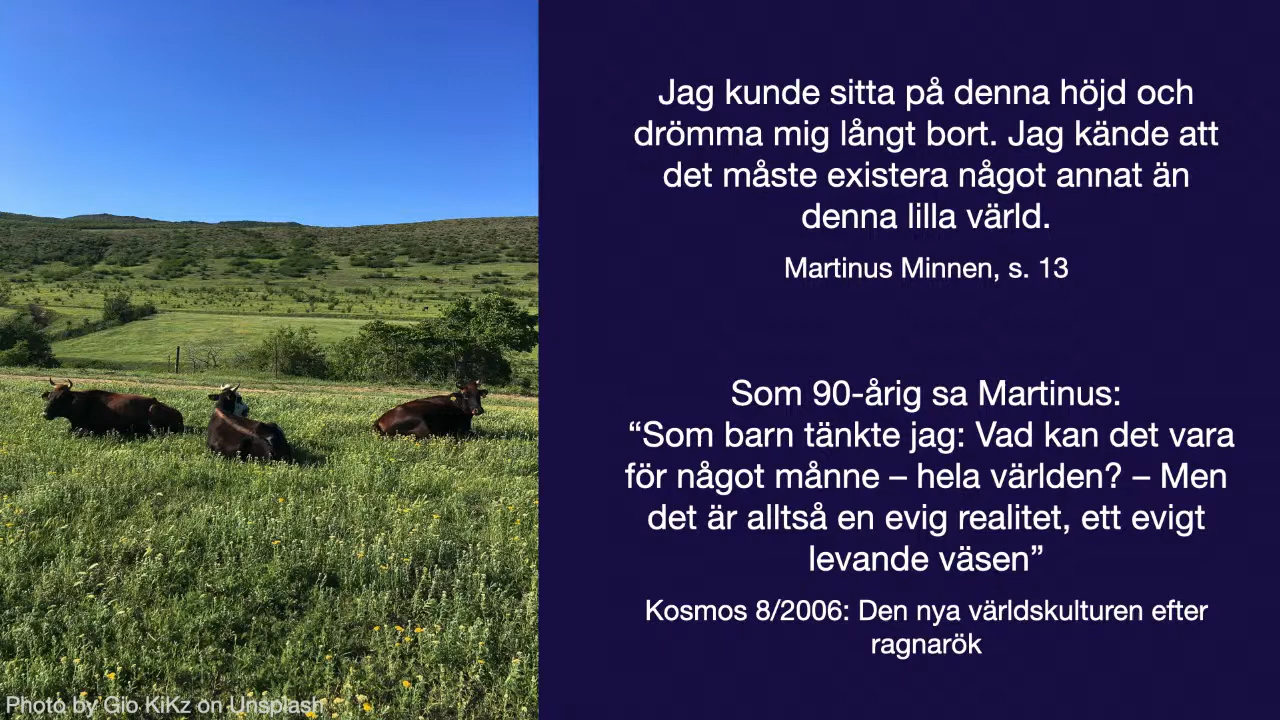 Jag kunde sitta på denna höjd och
drömma mig långt bort. Jag kände att
det måste existera något annat än
denna lilla värld.
Martinus Minnen, s. 13
Som 90-årig sa Martinus:
“Som barn tänkte jag: Vad kan det vara
för något månne – hela världen? – Men
det är alltså en evig realitet, ett evigt
levande väsen”
Kosmos 8/2006: Den nya världskulturen efter
ragnarök
Photo by Gio KiKz on Unsplash